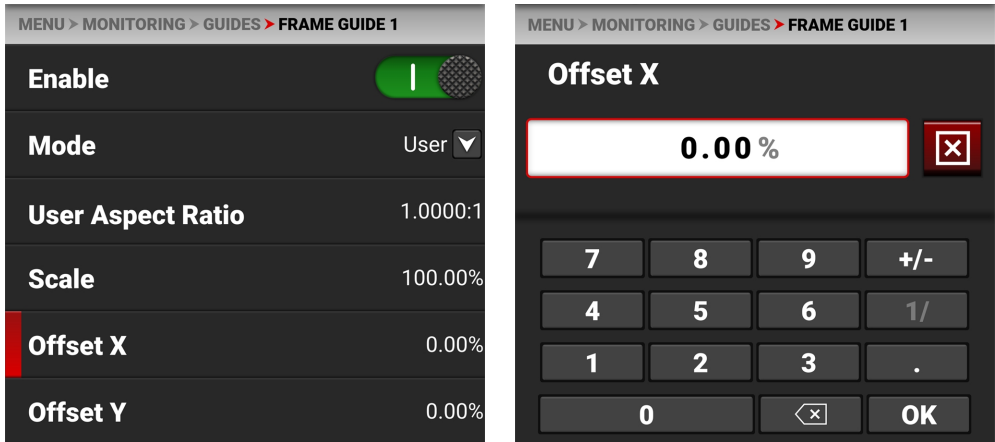 MENU > MONITORING > GUIDES > FRAME GUIDE 1
Enable
Mode User
User Aspect Ratio 1.0000:1
Scale 100.00%
Offset X 0.00%
Offset Y 0.00%
MENU > MONITORING > GUIDES > FRAME GUIDE 1
Offset X
0.00 %
7 8 9 +/-
4 5 6 1/
1 2 3 .
0 OK